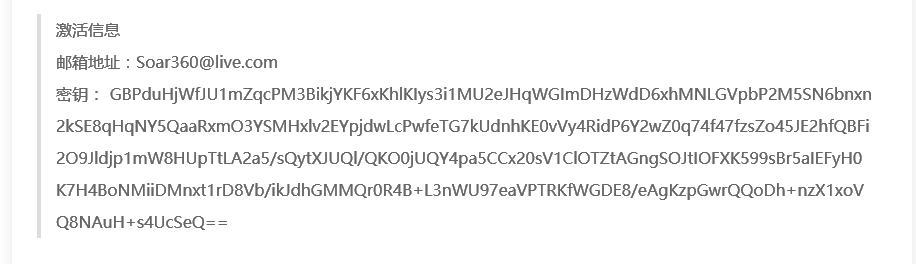 激活信息
邮箱地址：Soar360@live.com
密钥： GBPduHjWfJU1mZqcPM3BikjYKF6xKhlKIys3i1MU2eJHqWGImDHzWdD6xhMNLGVpbP2M5SN6bnxn
2kSE8qHqNY5QaaRxmO3YSMHxlv2EYpjdwLcPwfeTG7kUdnhKE0vVy4RidP6Y2wZ0q74f47fzsZo45JE2hfQBFi
2O9Jldjp1mW8HUpTtLA2a5/sQytXJUQl/QKO0jUQY4pa5CCx20sV1ClOTZtAGngSOJtIOFXK599sBr5aIEFyH0
K7H4BoNMiiDMnxt1rD8Vb/ikJdhGMMQr0R4B+L3nWU97eaVPTRKfWGDE8/eAgKzpGwrQQoDh+nzX1xoV
Q8NAuH+s4UcSeQ==